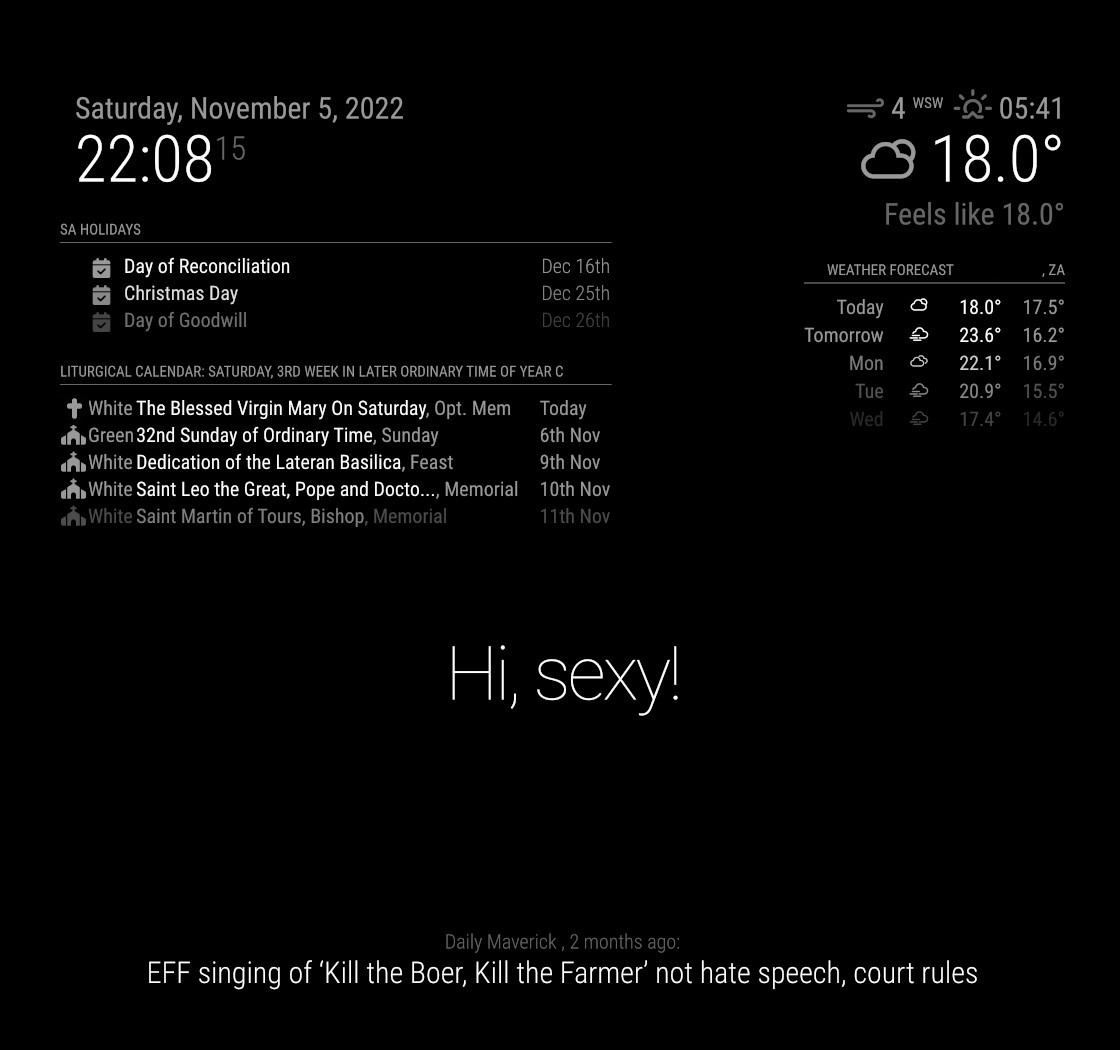 Saturday, November 5, 2022
22:08 15
4 WSW 05:41
18.0°
Feels like 18.0°
SA HOLIDAYS
Day of Reconciliation Dec 16th
Christmas Day Dec 25th
Day of Goodwill Dec 26th
LITURGICAL CALENDAR: SATURDAY, 3RD WEEK IN LATER ORDINARY TIME OF YEAR C
White The Blessed Virgin Mary On Saturday, Opt. Mem Today
Green 32nd Sunday of Ordinary Time, Sunday 6th Nov
White Dedication of the Lateran Basilica, Feast 9th Nov
White Saint Leo the Great, Pope and Docto..., Memorial 10th Nov
White Saint Martin of Tours, Bishop, Memorial 11th Nov
WEATHER FORECAST , ZA
Today 18.0° 17.5°
Tomorrow 23.6° 16.2°
Mon 22.1° 16.9°
Tue 20.9° 15.5°
Wed 17.4° 14.6°
Hi, sexy!
Daily Maverick , 2 months ago:
EFF singing of ‘Kill the Boer, Kill the Farmer’ not hate speech, court rules